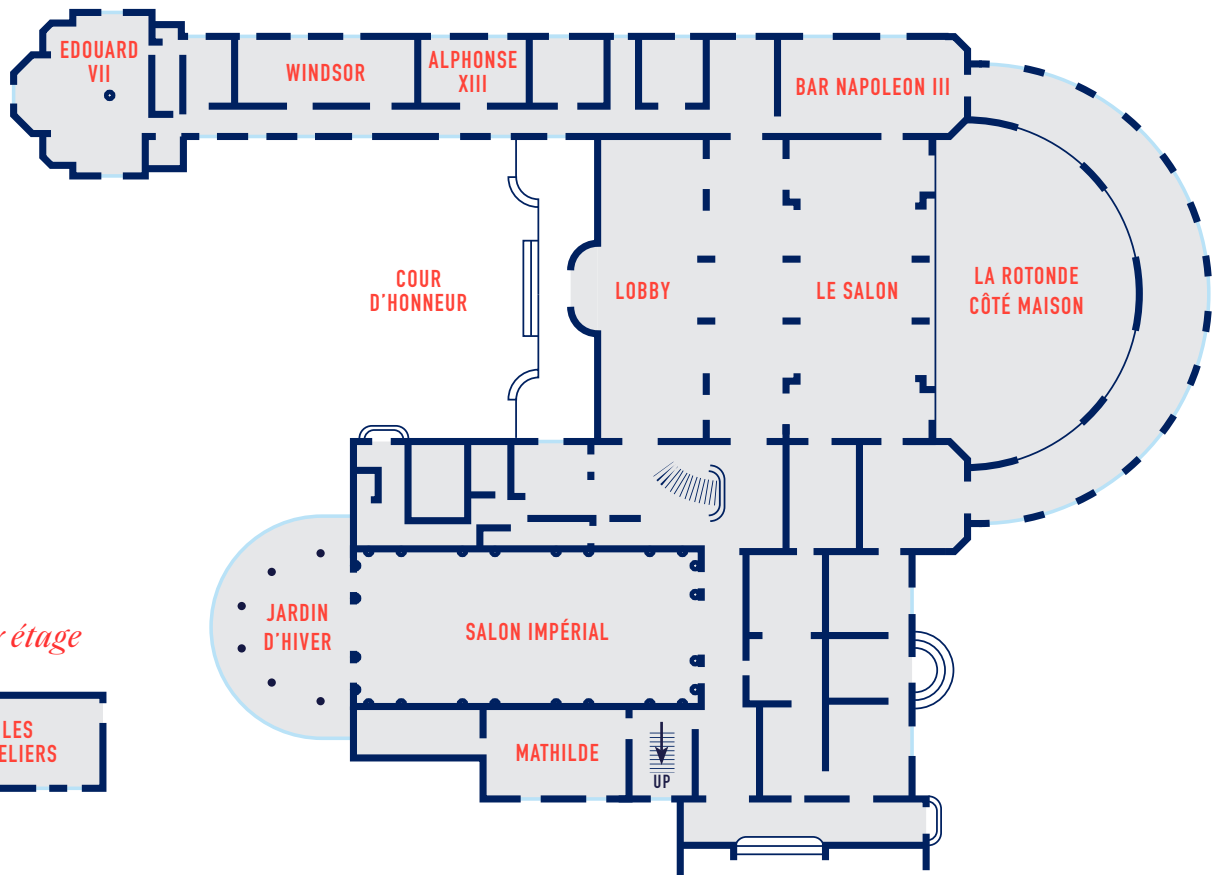 EDOUARD
VII
WINDSOR
ALPHONSE
XIII
BAR NAPOLEON III
COUR
D'HONNEUR
LOBBY
LE SALON
LA ROTONDE
CÔTÉ MAISON
JARDIN
D'HIVER
SALON IMPÉRIAL
étage
LES
ELIERS
MATHILDE
UP